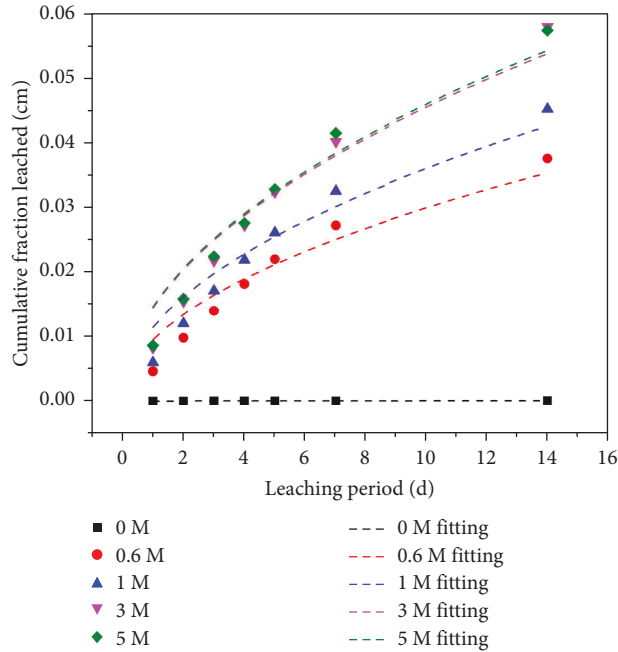 0.06
0.05
0.04
0.03
0.02
0.01
0.00
Cumulative fraction leached (cm)
0 2 4 6 8 10 12 14 16
Leaching period (d)
0 M 0 M fitting
0.6 M 0.6 M fitting
1 M 1 M fitting
3 M 3 M fitting
5 M 5 M fitting